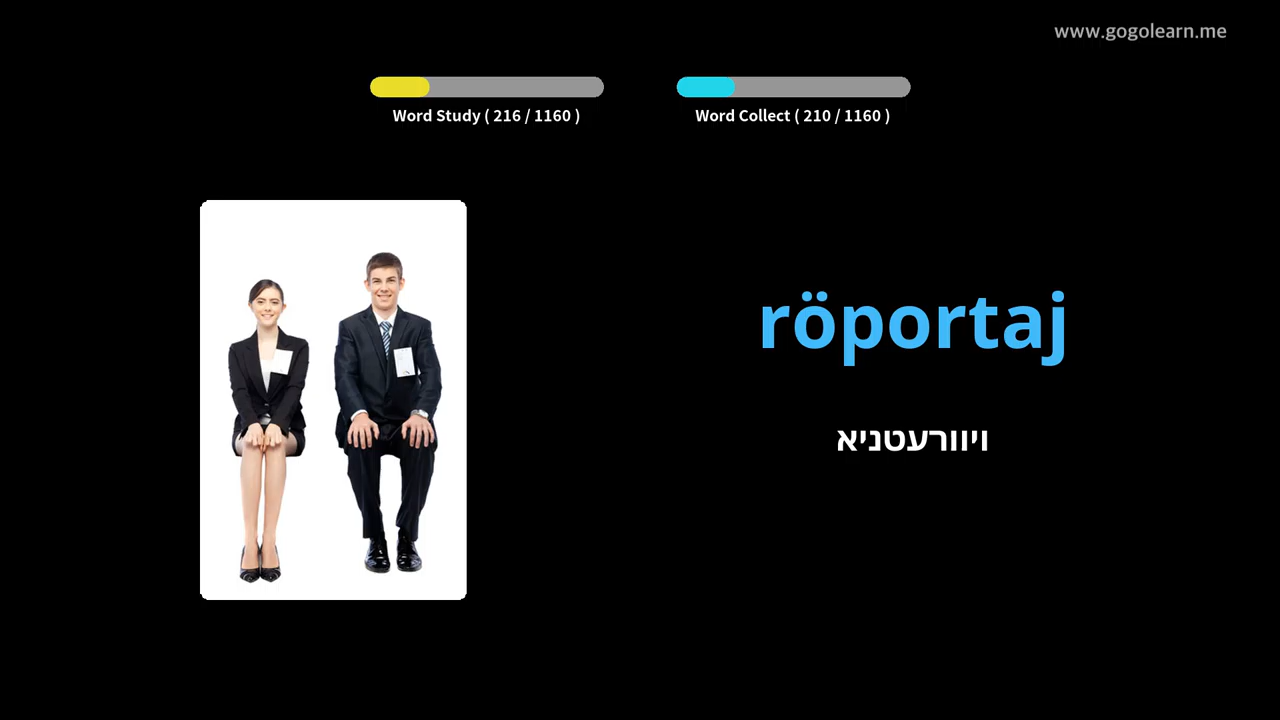 www.gogolearn.me
Word Study ( 216 / 1160 )
Word Collect ( 210 / 1160 )
röportaj
ויוורעטניא